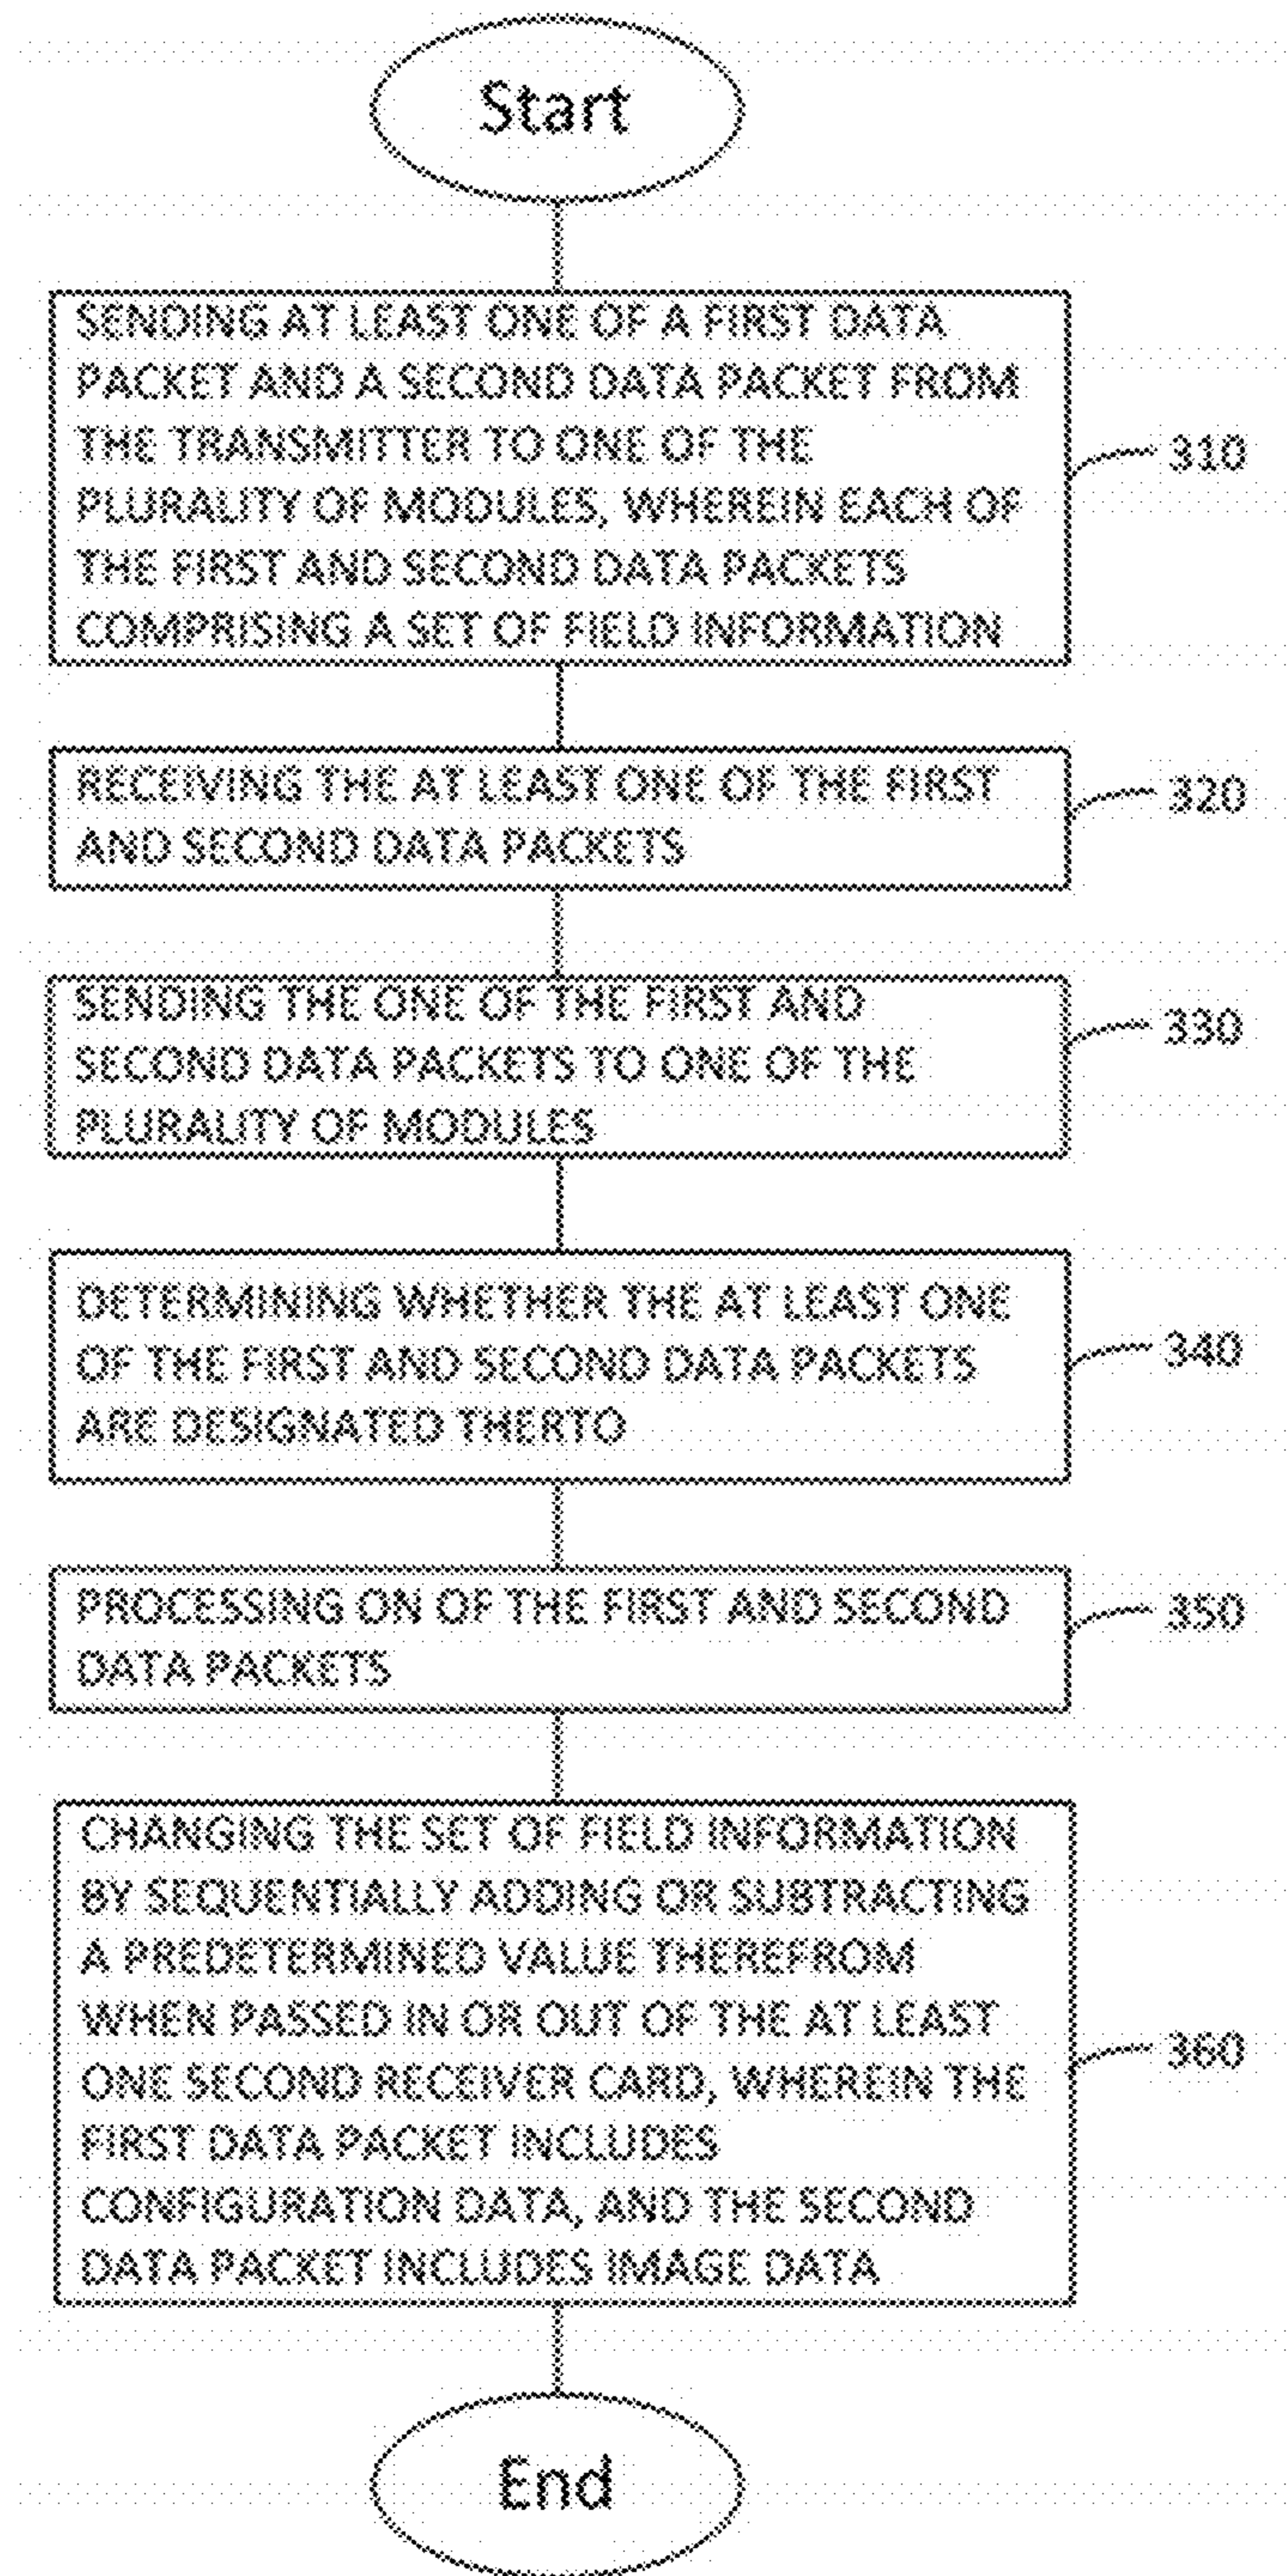 Start
SENDING AT LEAST ONE OF A FIRST DATA
PACKET AND A SECOND DATA PACKET FROM
THE TRANSMITTER TO ONE OF THE
PLURALITY OF MODULES, WHEREIN EACH OF
THE FIRST AND SECOND DATA PACKETS
COMPRISING A SET OF FIELD INFORMATION
310
RECEIVING THE AT LEAST ONE OF THE FIRST
AND SECOND DATA PACKETS
320
SENDING THE ONE OF THE FIRST AND
SECOND DATA PACKETS TO ONE OF THE
PLURALITY OF MODULES
330
DETERMINING WHETHER THE AT LEAST ONE
OF THE FIRST AND SECOND DATA PACKETS
ARE DESIGNATED THERTO
340
PROCESSING ON OF THE FIRST AND SECOND
DATA PACKETS
350
CHANGING THE SET OF FIELD INFORMATION
BY SEQUENTIALLY ADDING OR SUBTRACTING
A PREDETERMINED VALUE THEREFROM
WHEN PASSED IN OR OUT OF THE AT LEAST
ONE SECOND RECEIVER CARD, WHEREIN THE
FIRST DATA PACKET INCLUDES
CONFIGURATION DATA, AND THE SECOND
DATA PACKET INCLUDES IMAGE DATA
360
End